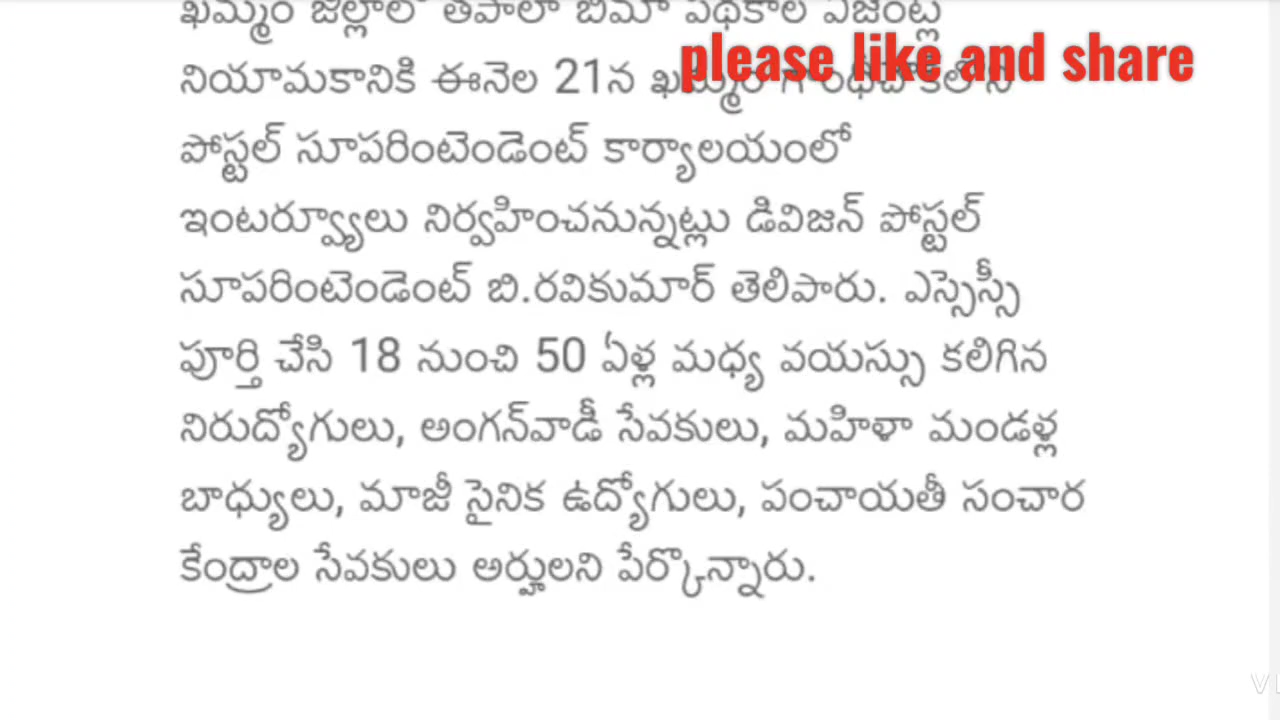 ఖమ్మం జిల్లాలో తపాలా బీమా పథకాల ఏజెంట్ల
please like and share
నియామకానికి ఈనెల 21న ఖమ్మం గాంధీచౌక్‌లోని
పోస్టల్ సూపరింటెండెంట్ కార్యాలయంలో
ఇంటర్వ్యూలు నిర్వహించనున్నట్లు డివిజన్ పోస్టల్
సూపరింటెండెంట్ బి.రవికుమార్ తెలిపారు. ఎస్సెస్సీ
పూర్తి చేసి 18 నుంచి 50 ఏళ్ల మధ్య వయస్సు కలిగిన
నిరుద్యోగులు, అంగన్‌వాడీ సేవకులు, మహిళా మండళ్ల
బాధ్యులు, మాజీ సైనిక ఉద్యోగులు, పంచాయతీ సంచార
కేంద్రాల సేవకులు అర్హులని పేర్కొన్నారు.